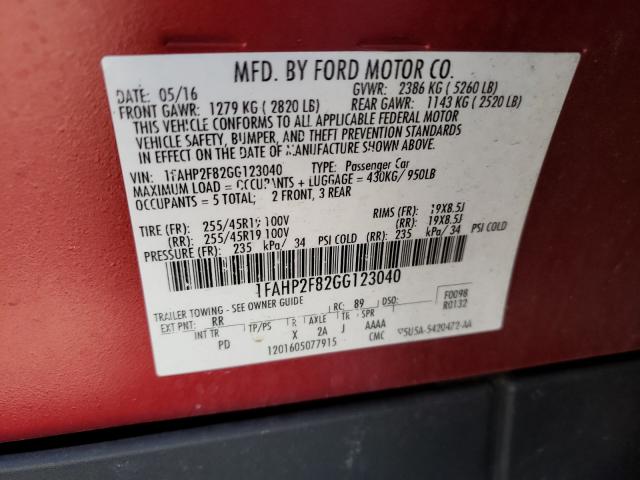 MFD. BY FORD MOTOR CO.
DATE: 05/16 GVWR: 2386 KG ( 5260 LB)
FRONT GAWR: 1279 KG ( 2820 LB) REAR GAWR: 1143 KG ( 2520 LB)
THIS VEHICLE CONFORMS TO ALL APPLICABLE FEDERAL MOTOR
VEHICLE SAFETY, BUMPER, AND THEFT PREVENTION STANDARDS
IN EFFECT ON THE DATE OF MANUFACTURE SHOWN ABOVE.
VIN: 1FAHP2F82GG123040 TYPE: Passenger Car
MAXIMUM LOAD = OCCUPANTS + LUGGAGE = 430KG/ 950LB
OCCUPANTS = 5 TOTAL; 2 FRONT, 3 REAR
TIRE (FR): 255/45R19 100V RIMS (FR): 19X8.5J
(RR): 255/45R19 100V (RR): 19X8.5J
PRESSURE (FR): 235 kPa/ 34 PSI COLD (RR): 235 kPa/ 34 PSI COLD
1FAHP2F82GG123040
TRAILER TOWING - SEE OWNER GUIDE
EXT PNT: RR RC: 89 DSO: F0098
INT TR TP/PS R AXLE TR SPR R0132
PD X 2A J AAAA
1201605077915 CMC 5U5A-5420472-AA